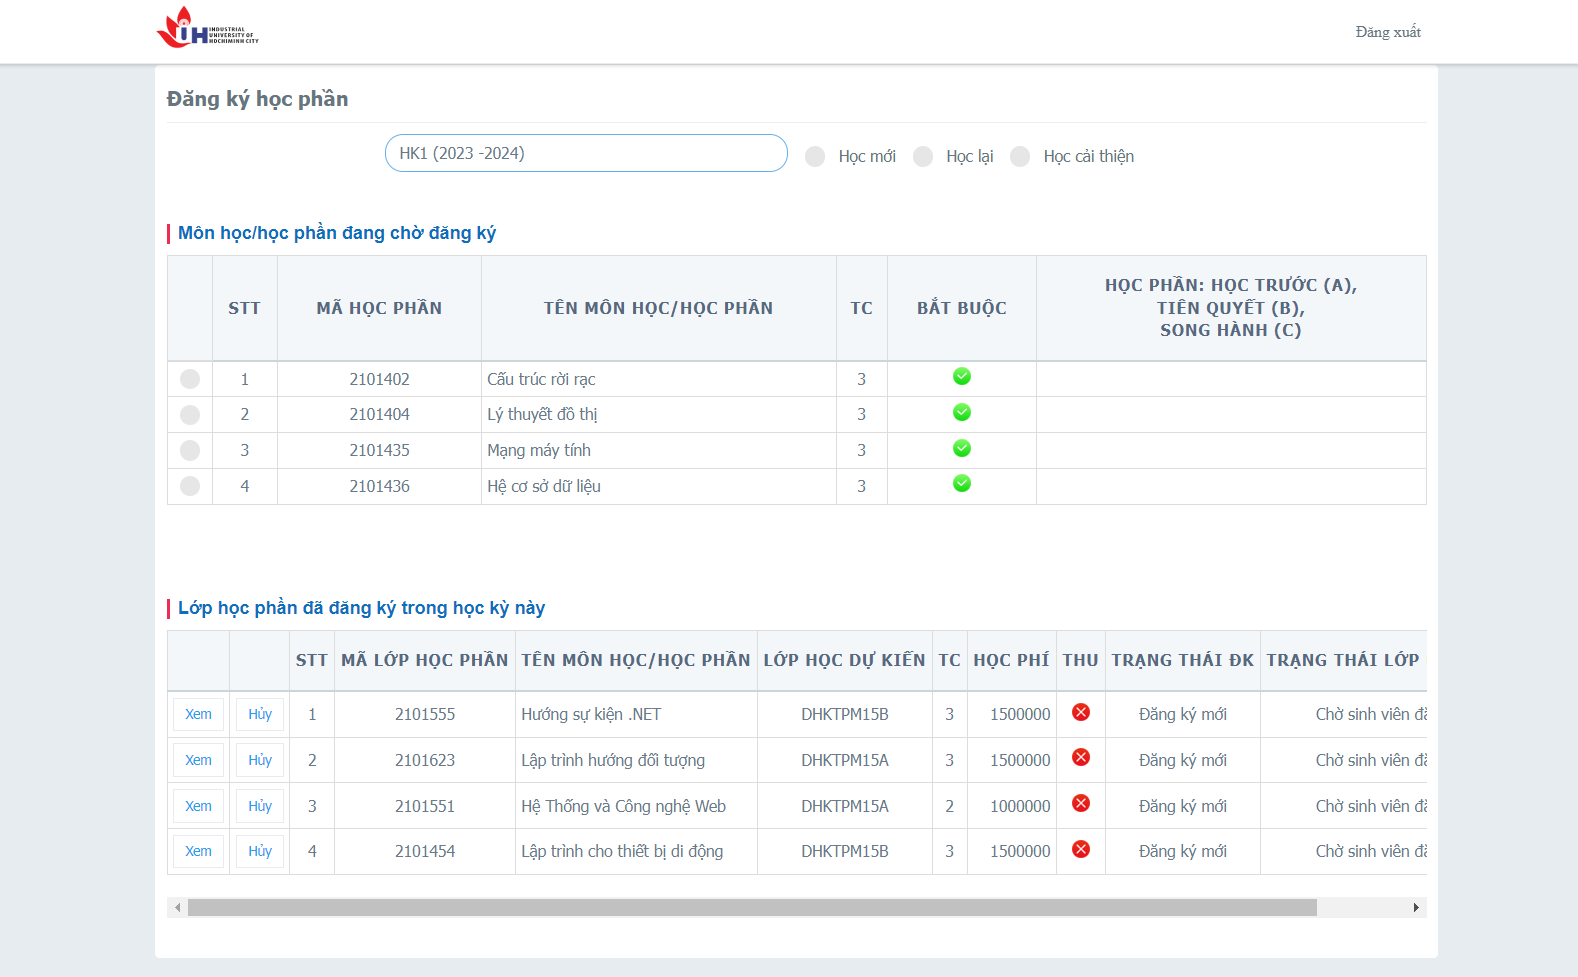 INDUSTRIAL
UNIVERSITY OF
HOCHIMINH CITY
IUH
Đăng xuất
Đăng ký học phần
HK1 (2023 -2024)
Học mới Học lại Học cải thiện
Môn học/học phần đang chờ đăng ký
STT MÃ HỌC PHẦN TÊN MÔN HỌC/HỌC PHẦN TC BẮT BUỘC HỌC PHẦN: HỌC TRƯỚC (A),
TIÊN QUYẾT (B),
SONG HÀNH (C)
1 2101402 Cấu trúc rời rạc 3
2 2101404 Lý thuyết đồ thị 3
3 2101435 Mạng máy tính 3
4 2101436 Hệ cơ sở dữ liệu 3
Lớp học phần đã đăng ký trong học kỳ này
STT MÃ LỚP HỌC PHẦN TÊN MÔN HỌC/HỌC PHẦN LỚP HỌC DỰ KIẾN TC HỌC PHÍ THU TRẠNG THÁI ĐK TRẠNG THÁI LỚP
Xem Hủy 1 2101555 Hướng sự kiện .NET DHKTPM15B 3 1500000 Đăng ký mới Chờ sinh viên đă
Xem Hủy 2 2101623 Lập trình hướng đối tượng DHKTPM15A 3 1500000 Đăng ký mới Chờ sinh viên đă
Xem Hủy 3 2101551 Hệ Thống và Công nghệ Web DHKTPM15A 2 1000000 Đăng ký mới Chờ sinh viên đă
Xem Hủy 4 2101454 Lập trình cho thiết bị di động DHKTPM15B 3 1500000 Đăng ký mới Chờ sinh viên đă